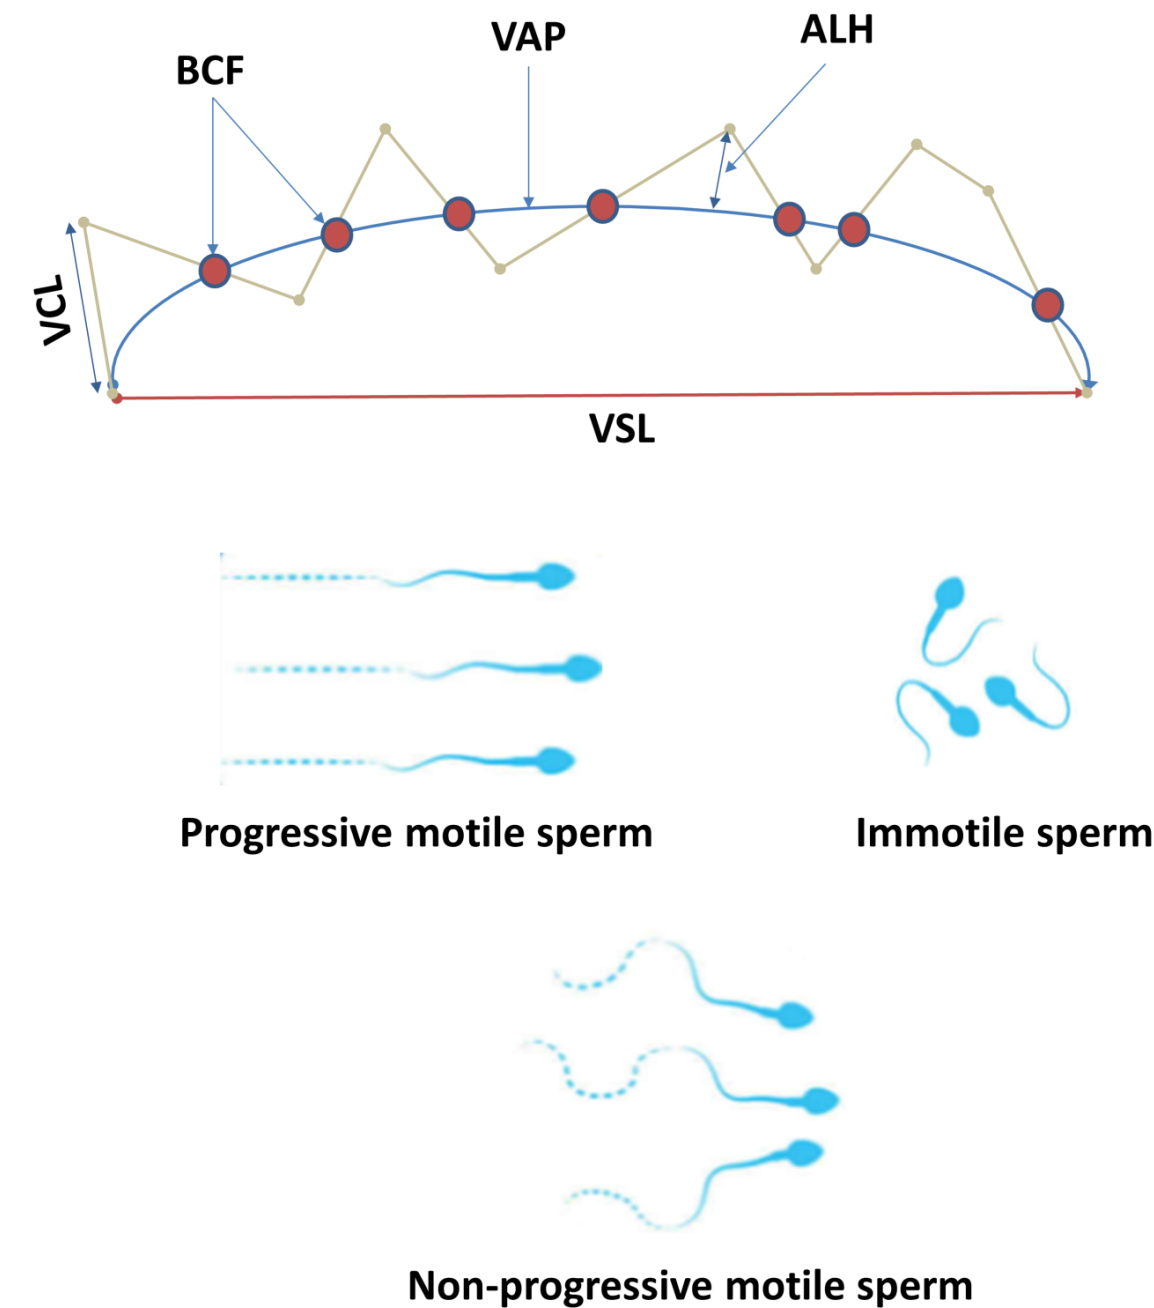 VAP
ALH
BCF
VCL
VSL
Progressive motile sperm
Immotile sperm
Non-progressive motile sperm